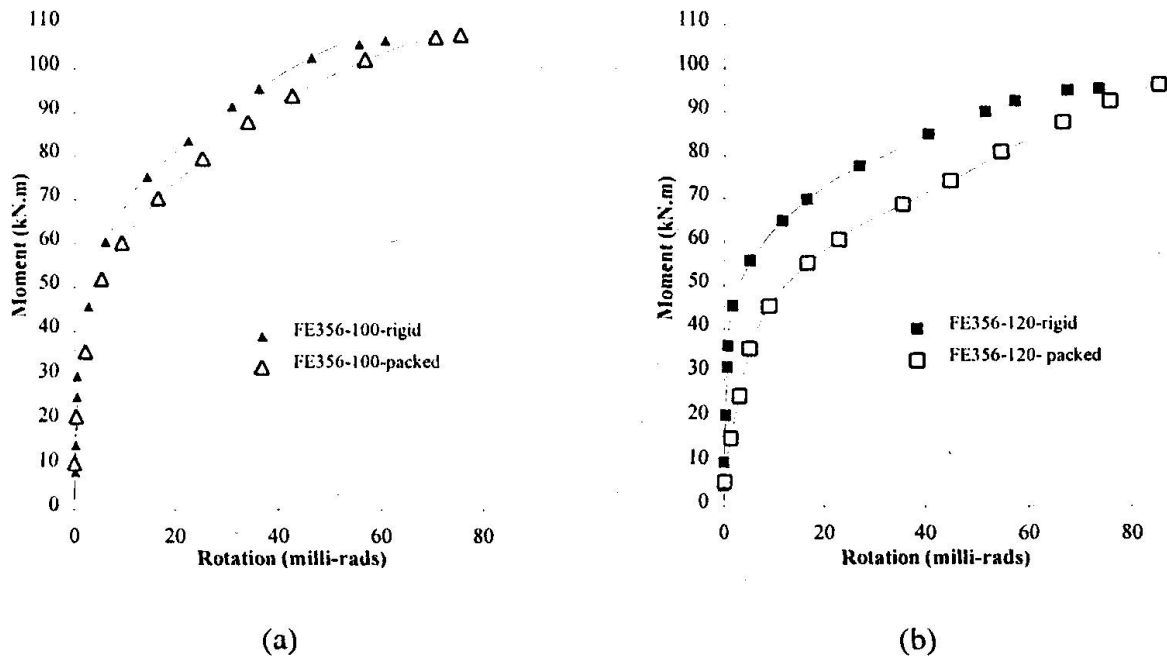 110
100
90
80
70
60
50
40
30
20
10
0
Moment (kN.m)
FE356-100-rigid
FE356-100-packed
0 20 40 60 80
Rotation (milli-rads)
(a)
110
100
90
80
70
60
50
40
30
20
10
0
Moment (kN.m)
FE356-120-rigid
FE356-120- packed
0 20 40 60 80
Rotation (milli-rads)
(b)